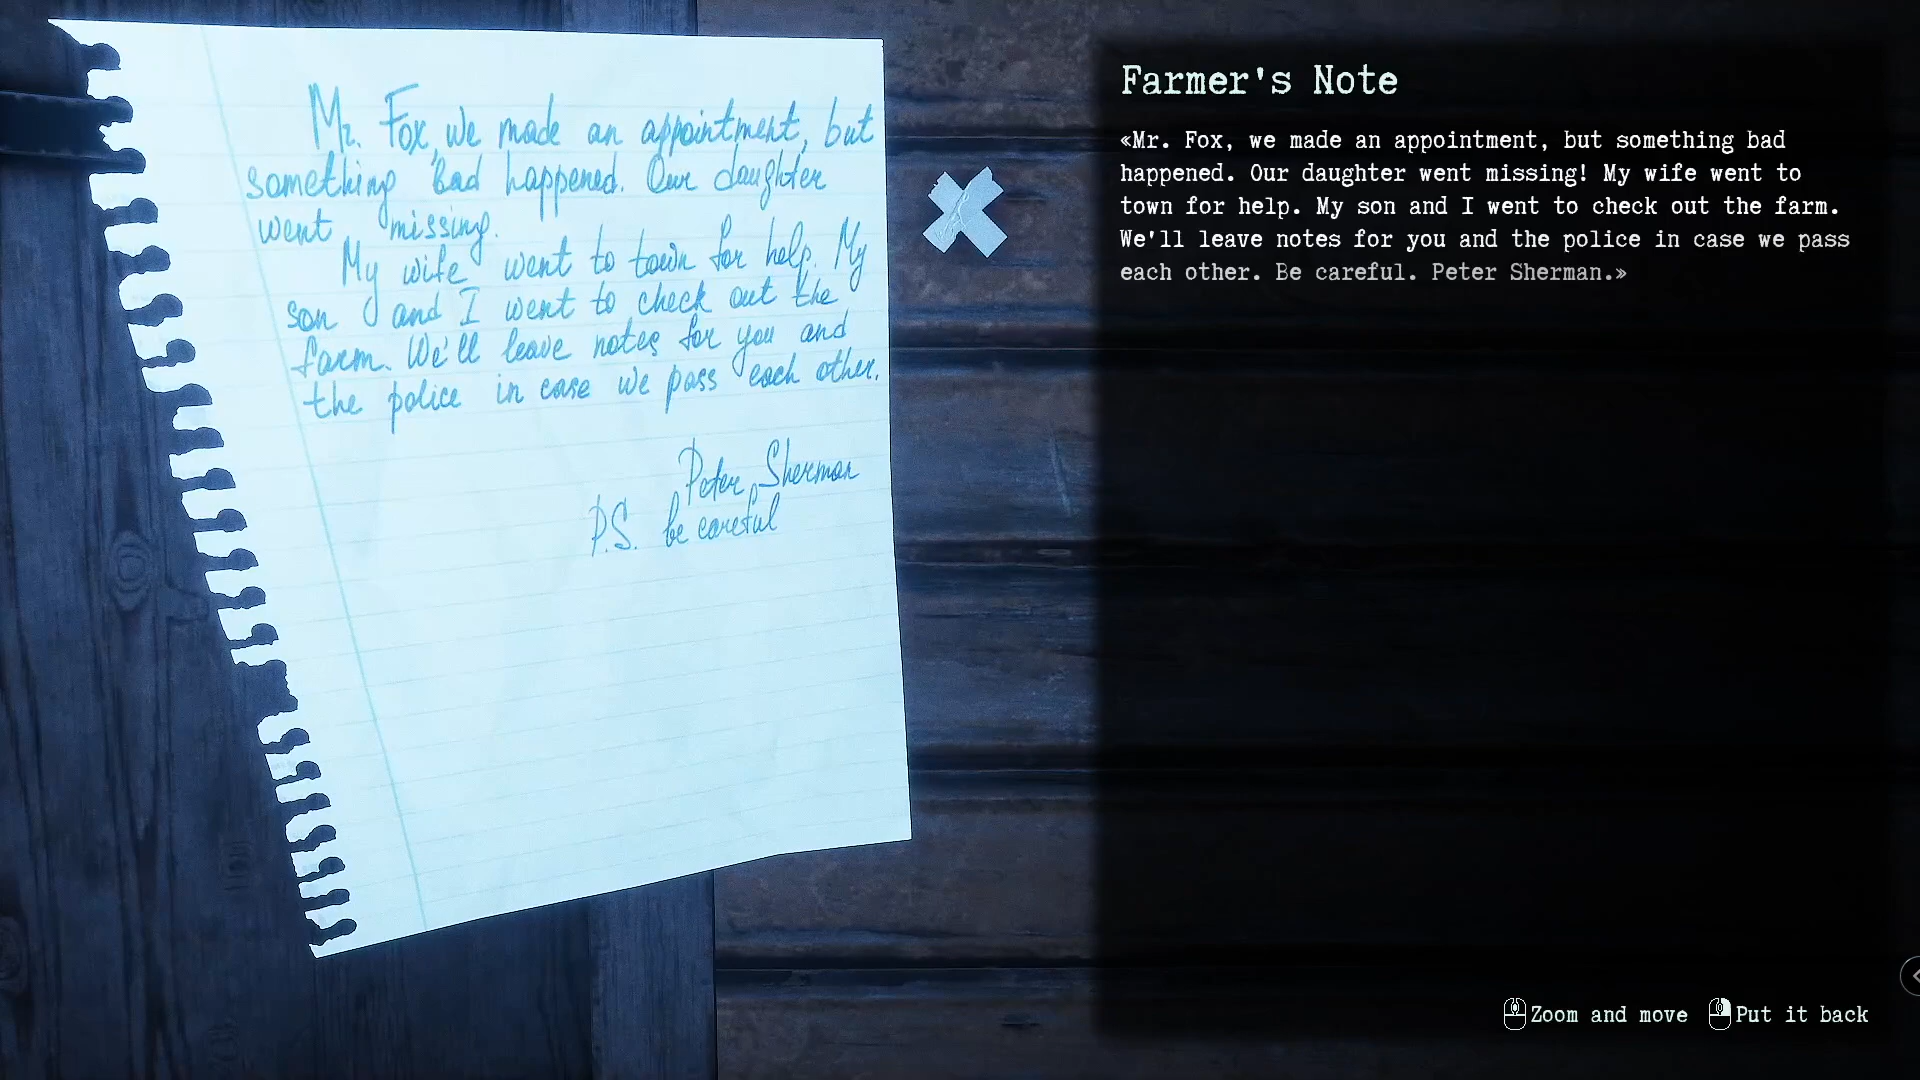 Mr. Fox, we made an appointment, but
something bad happened. Our daughter
went missing.
My wife went to town for help. My
son and I went to check out the
farm. We'll leave notes for you and
the police in case we pass each other.
Peter Sherman
P.S. be careful
Farmer's Note
«Mr. Fox, we made an appointment, but something bad
happened. Our daughter went missing! My wife went to
town for help. My son and I went to check out the farm.
We'll leave notes for you and the police in case we pass
each other. Be careful. Peter Sherman.»
Zoom and move Put it back